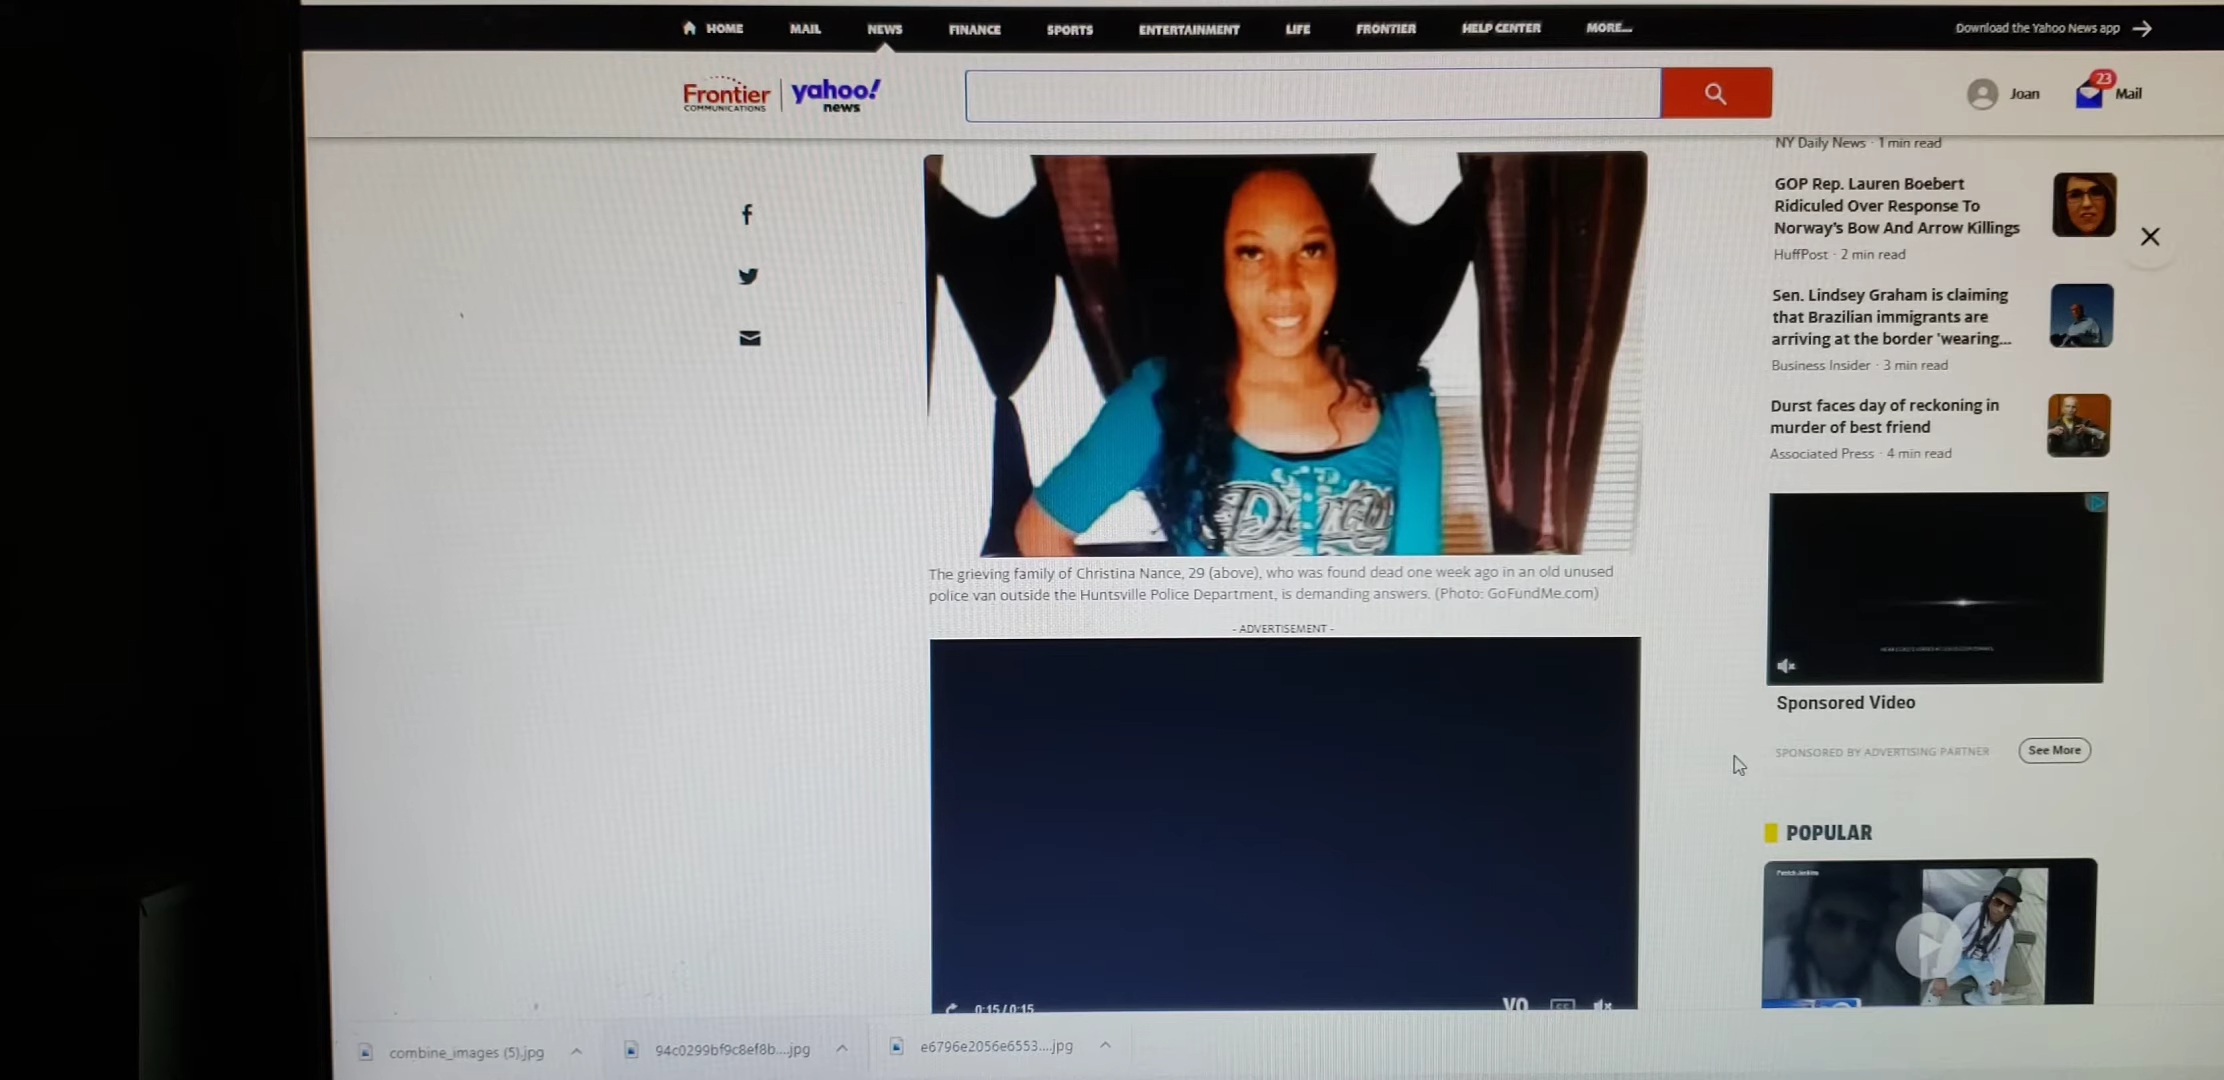 HOME MAIL NEWS FINANCE SPORTS ENTERTAINMENT LIFE FRONTIER HELP CENTER MORE... Download the Yahoo News app
Frontier
COMMUNICATIONS
yahoo!
news
Joan
23
Mail
The grieving family of Christina Nance, 29 (above), who was found dead one week ago in an old unused
police van outside the Huntsville Police Department, is demanding answers. (Photo: GoFundMe.com)
- ADVERTISEMENT -
0:15 / 0:15
NY Daily News · 1 min read
GOP Rep. Lauren Boebert
Ridiculed Over Response To
Norway's Bow And Arrow Killings
HuffPost · 2 min read
Sen. Lindsey Graham is claiming
that Brazilian immigrants are
arriving at the border 'wearing...
Business Insider · 3 min read
Durst faces day of reckoning in
murder of best friend
Associated Press · 4 min read
Sponsored Video
SPONSORED BY ADVERTISING PARTNER
See More
POPULAR
combine_images (5).jpg
94c0299bf9c8ef8b....jpg
e6796e2056e6553....jpg